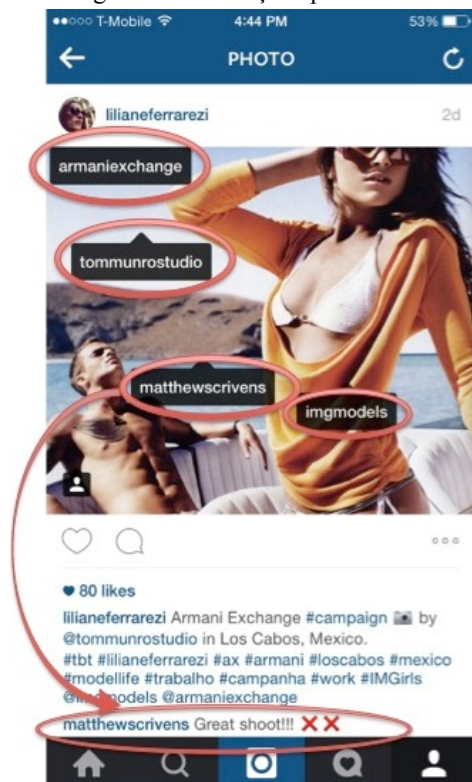 T-Mobile 4:44 PM 53%
PHOTO
lilianeferrarezi 2d
armaniexchange
tommunrostudio
matthewscrivens
imgmodels
80 likes
lilianeferrarezi Armani Exchange #campaign 📷 by
@tommunrostudio in Los Cabos, Mexico.
#tbt #lilianeferrarezi #ax #armani #loscabos #mexico
#modellife #trabalho #campanha #work #IMGirls
@imgmodels @armaniexchange
matthewscrivens Great shoot!!! ❌❌